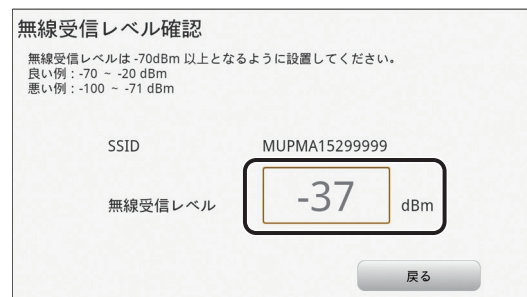 無線受信レベル確認
無線受信レベルは -70dBm 以上となるように設置してください。
良い例：-70 ~ -20 dBm
悪い例：-100 ~ -71 dBm
SSID MUPMA15299999
無線受信レベル -37 dBm
戻る